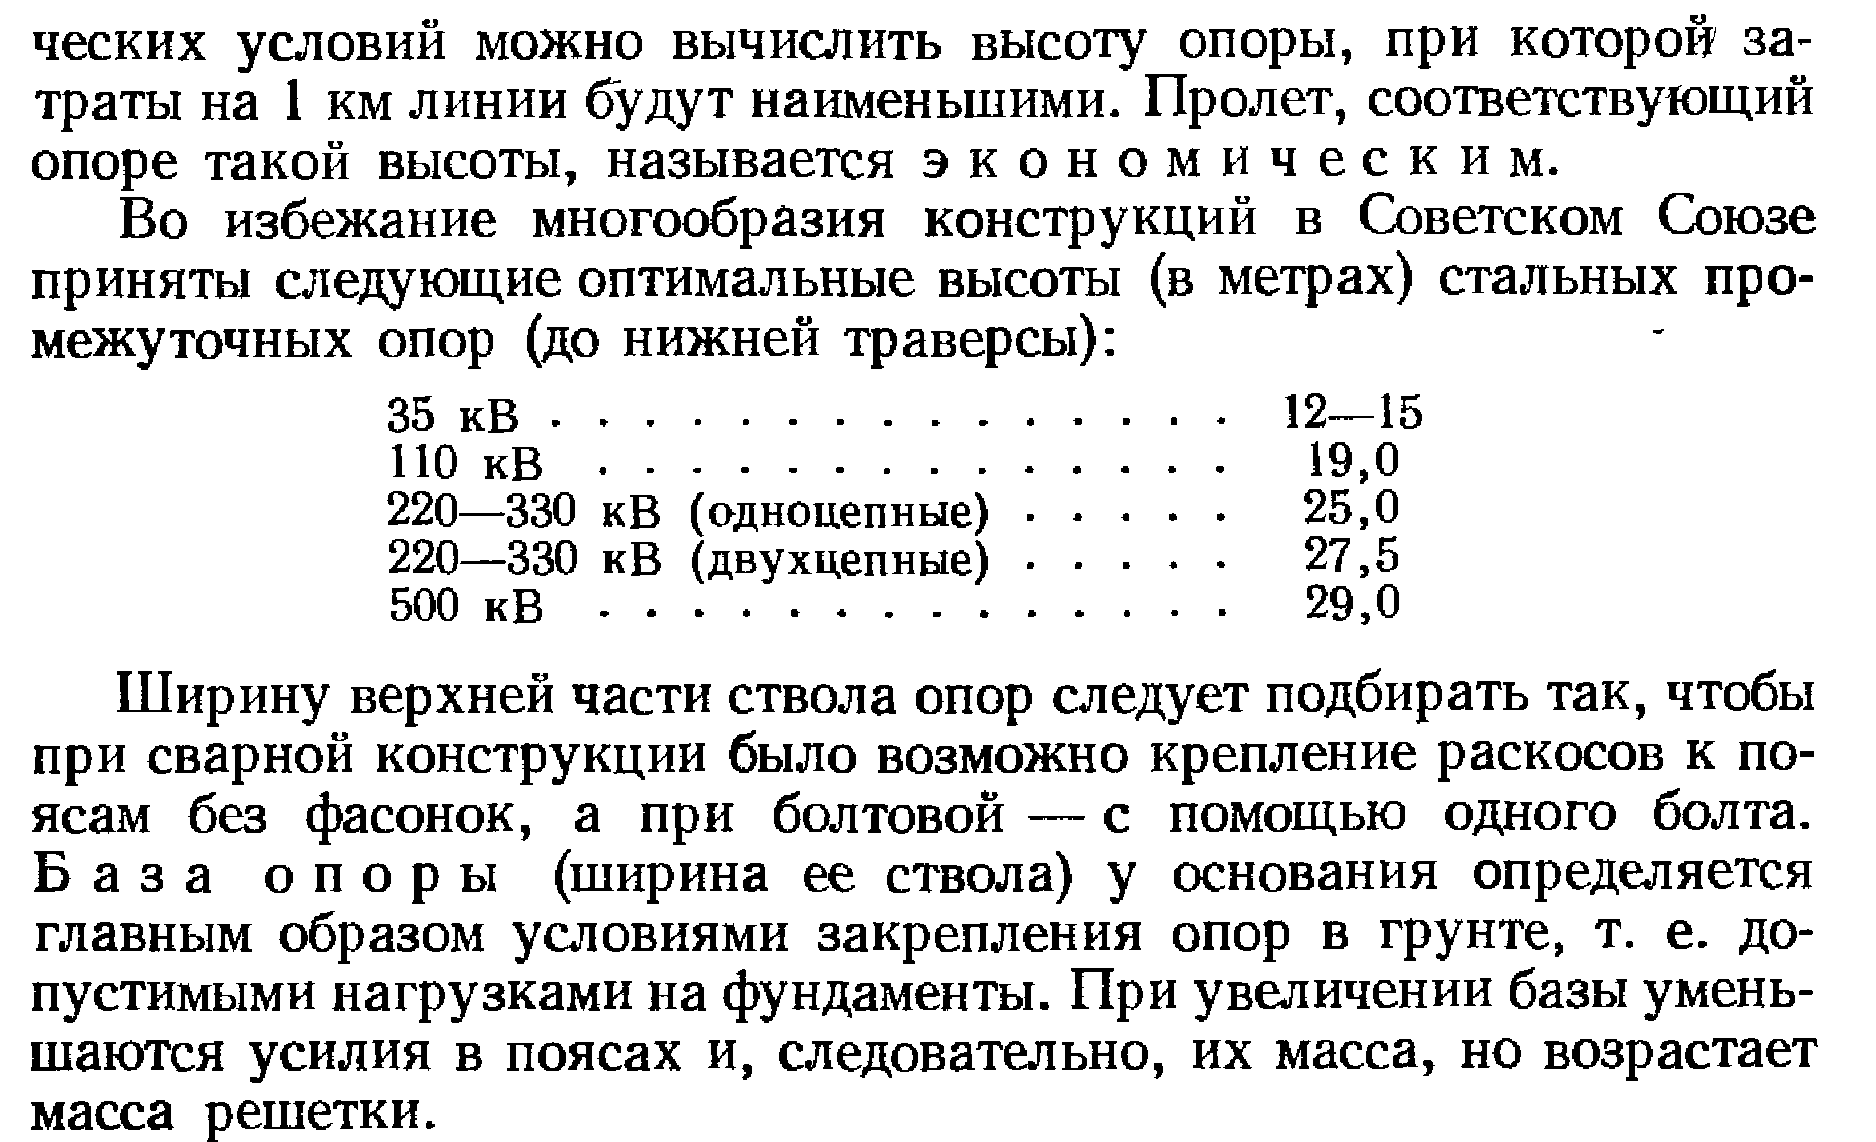 ческих условий можно вычислить высоту опоры, при которой за-
траты на 1 км линии будут наименьшими. Пролет, соответствующий
опоре такой высоты, называется э к о н о м и ч е с к и м.
Во избежание многообразия конструкций в Советском Союзе
приняты следующие оптимальные высоты (в метрах) стальных про-
межуточных опор (до нижней траверсы):
35 кВ . . . . . . . . . . . . . . . 12—15
110 кВ . . . . . . . . . . . . . . 19,0
220—330 кВ (одноцепные) . . . . . 25,0
220—330 кВ (двухцепные) . . . . . 27,5
500 кВ . . . . . . . . . . . . . . 29,0
Ширину верхней части ствола опор следует подбирать так, чтобы
при сварной конструкции было возможно крепление раскосов к по-
ясам без фасонок, а при болтовой — с помощью одного болта.
Б а з а о п о р ы (ширина ее ствола) у основания определяется
главным образом условиями закрепления опор в грунте, т. е. до-
пустимыми нагрузками на фундаменты. При увеличении базы умень-
шаются усилия в поясах и, следовательно, их масса, но возрастает
масса решетки.